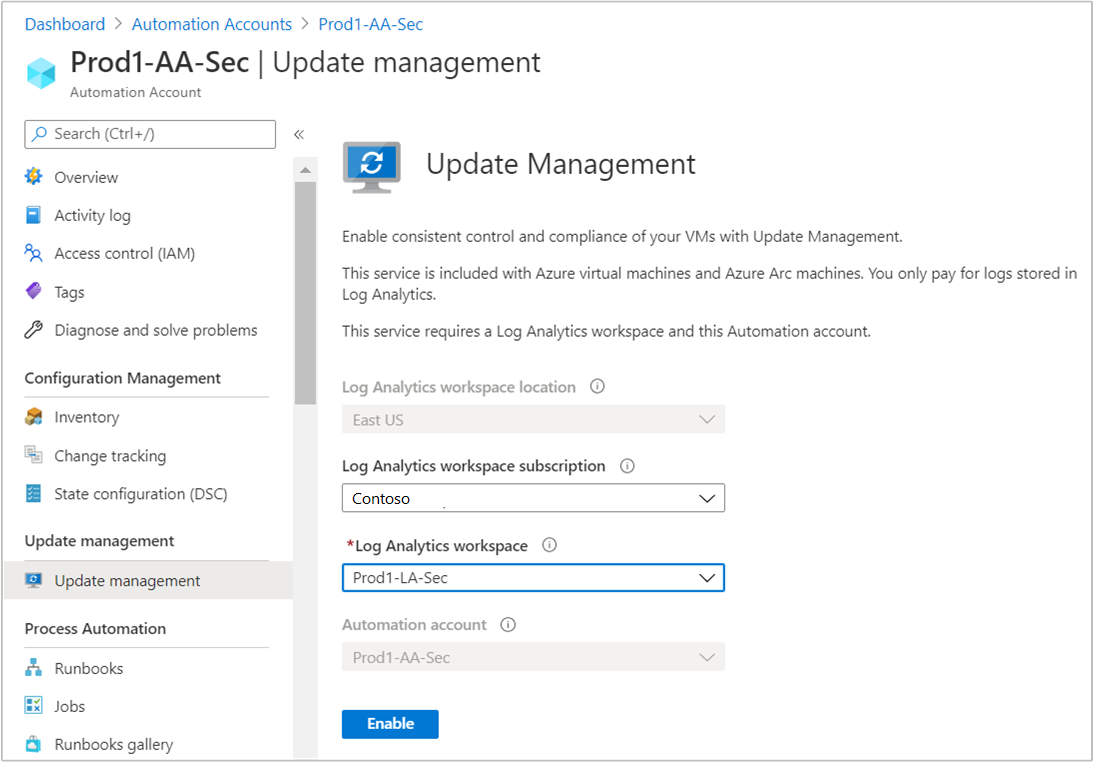 Dashboard > Automation Accounts > Prod1-AA-Sec
Prod1-AA-Sec | Update management
Automation Account
Search (Ctrl+/)
«
Overview
Activity log
Access control (IAM)
Tags
Diagnose and solve problems
Configuration Management
Inventory
Change tracking
State configuration (DSC)
Update management
Update management
Process Automation
Runbooks
Jobs
Runbooks gallery
Update Management
Enable consistent control and compliance of your VMs with Update Management.
This service is included with Azure virtual machines and Azure Arc machines. You only pay for logs stored in
Log Analytics.
This service requires a Log Analytics workspace and this Automation account.
Log Analytics workspace location
East US
Log Analytics workspace subscription
Contoso
*Log Analytics workspace
Prod1-LA-Sec
Automation account
Prod1-AA-Sec
Enable